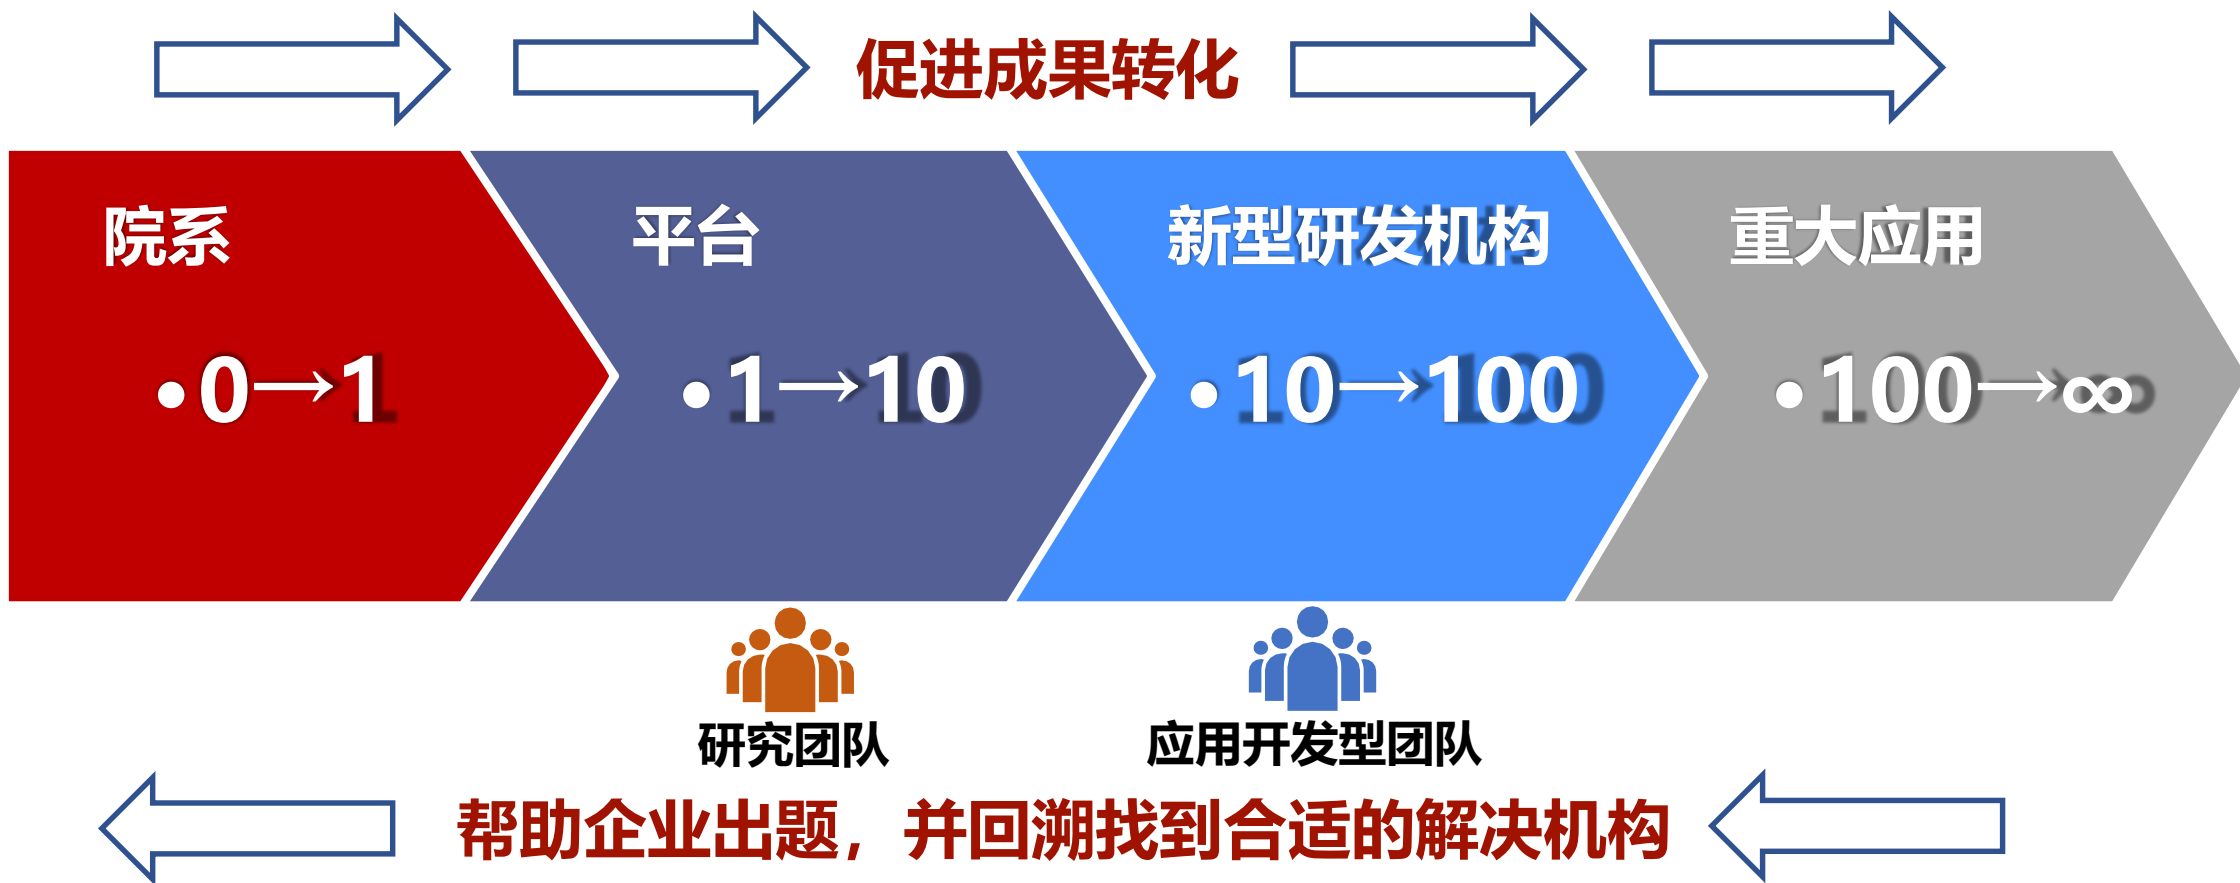 促进成果转化
院系
平台
新型研发机构
重大应用
•0→1
•1→10
•10→100
•100→∞
研究团队
应用开发型团队
帮助企业出题，并回溯找到合适的解决机构